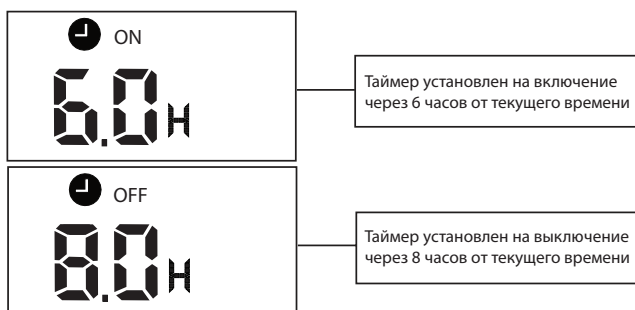 ON
6.0H
Таймер установлен на включение
через 6 часов от текущего времени
OFF
8.0H
Таймер установлен на выключение
через 8 часов от текущего времени